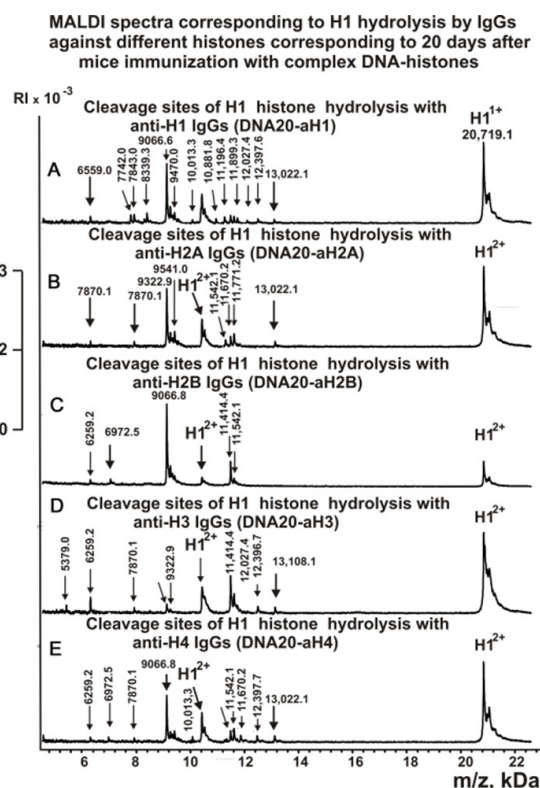 MALDI spectra corresponding to H1 hydrolysis by IgGs
against different histones corresponding to 20 days after
mice immunization with complex DNA-histones
RI x 10⁻³
Cleavage sites of H1 histone hydrolysis with
anti-H1 IgGs (DNA20-aH1)
H1¹⁺
20,719.1
A
6559.0
7742.0
7843.0
8339.3
9066.6
9470.0
10,013.3
10,881.8
11,196.4
11,899.3
12,027.4
12,397.6
13,022.1
Cleavage sites of H1 histone hydrolysis with
anti-H2A IgGs (DNA20-aH2A)
H1²⁺
B
7870.1
7870.1
9322.9
9541.0
H1²⁺
11,542.1
11,670.2
11,771.2
13,022.1
3
2
0
Cleavage sites of H1 histone hydrolysis with
anti-H2B IgGs (DNA20-aH2B)
C
6259.2
6972.5
9066.8
H1²⁺
11,414.4
11,542.1
H1²⁺
D
Cleavage sites of H1 histone hydrolysis with
anti-H3 IgGs (DNA20-aH3)
5379.0
6259.2
7870.1
9322.9
H1²⁺
11,414.4
12,027.4
12,396.7
13,108.1
H1²⁺
Cleavage sites of H1 histone hydrolysis with
anti-H4 IgGs (DNA20-aH4)
E
6259.2
6972.5
7870.1
9066.8
10,013.3
H1²⁺
11,542.1
11,670.2
12,397.7
13,022.1
H1²⁺
6 8 10 12 14 16 18 20 22
m/z, kDa